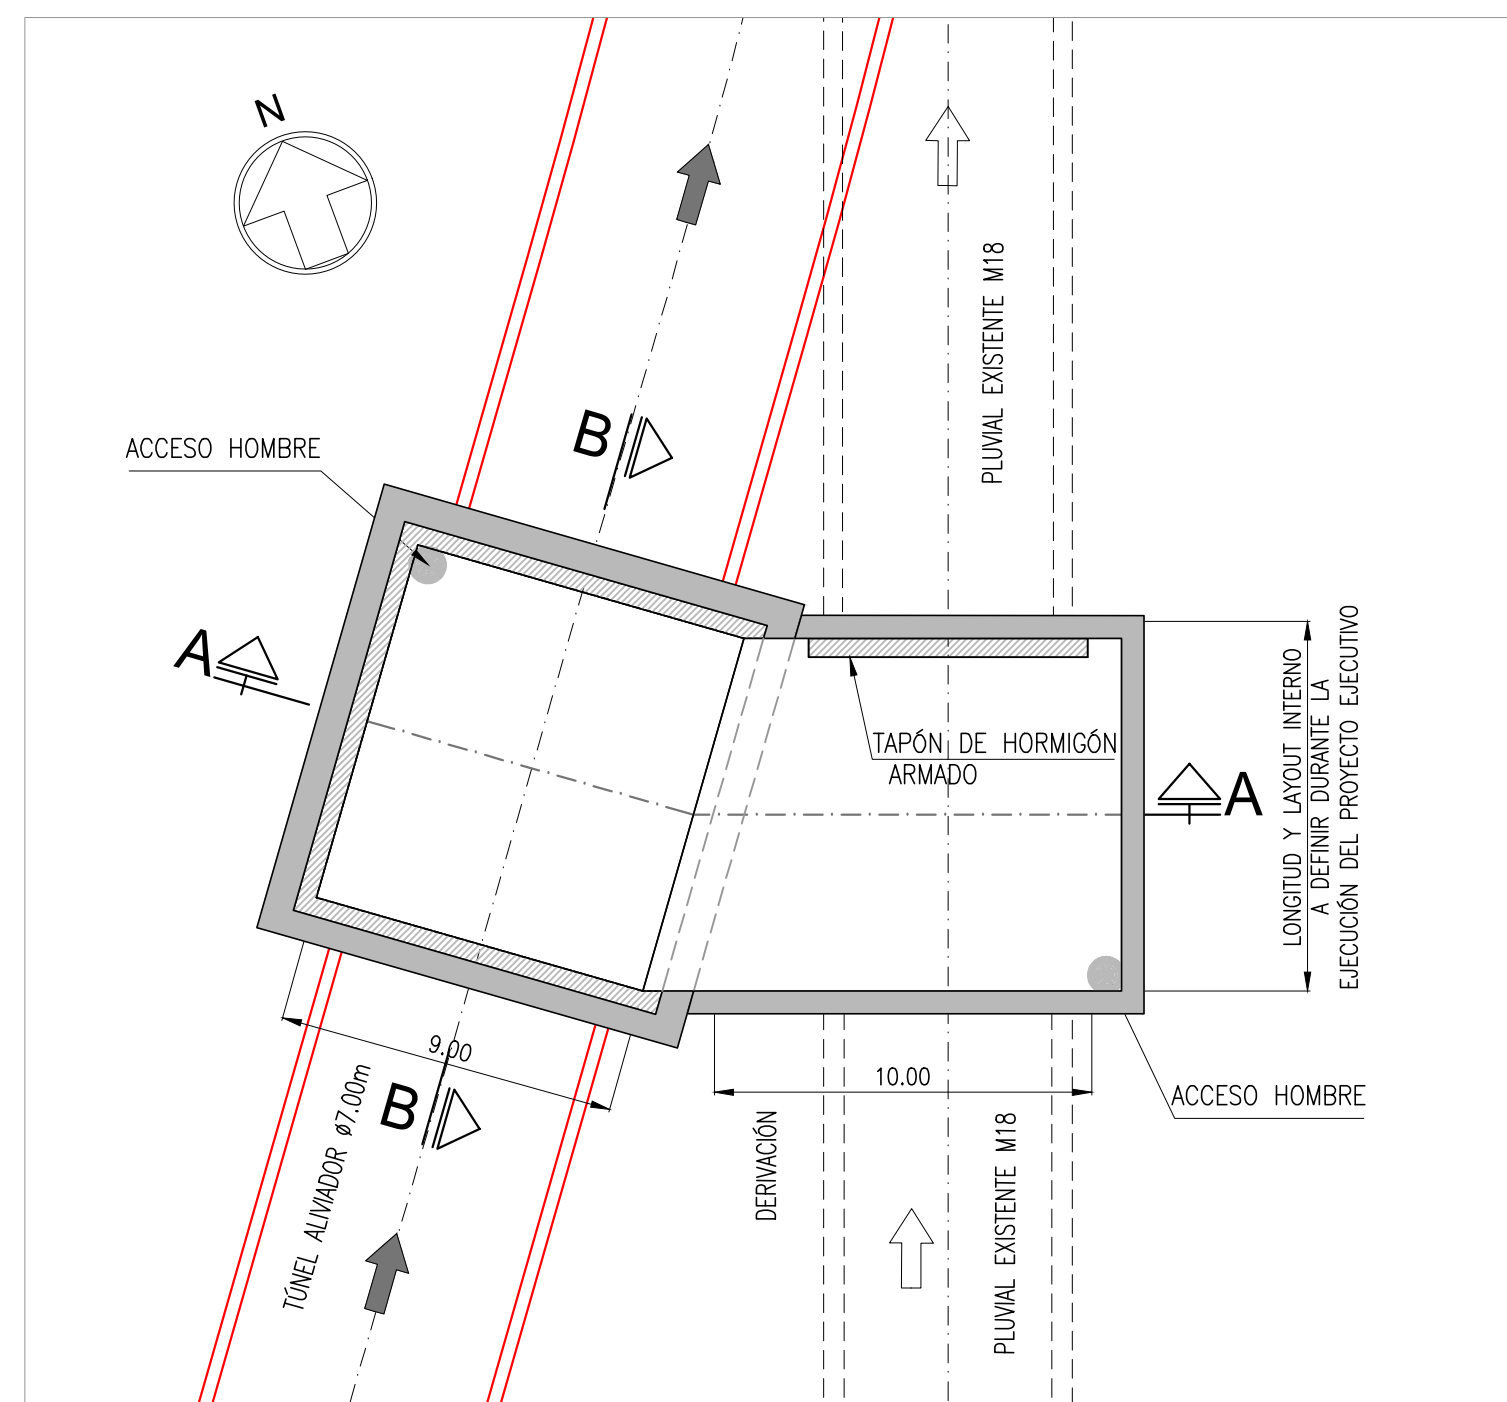 N
PLUVIAL EXISTENTE M18
B
ACCESO HOMBRE
A
TAPÓN DE HORMIGÓN
ARMADO
A
LONGITUD Y LAYOUT INTERNO
A DEFINIR DURANTE LA
EJECUCIÓN DEL PROYECTO EJECUTIVO
9.00
10.00
B
TÚNEL ALIVIADOR ø7.00m
DERIVACIÓN
PLUVIAL EXISTENTE M18
ACCESO HOMBRE